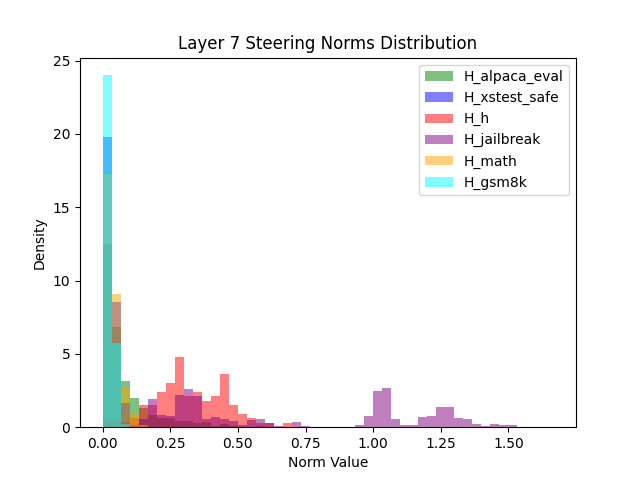 Layer 7 Steering Norms Distribution
25
20
15
10
5
0
Density
H_alpaca_eval
H_xstest_safe
H_h
H_jailbreak
H_math
H_gsm8k
0.00 0.25 0.50 0.75 1.00 1.25 1.50
Norm Value